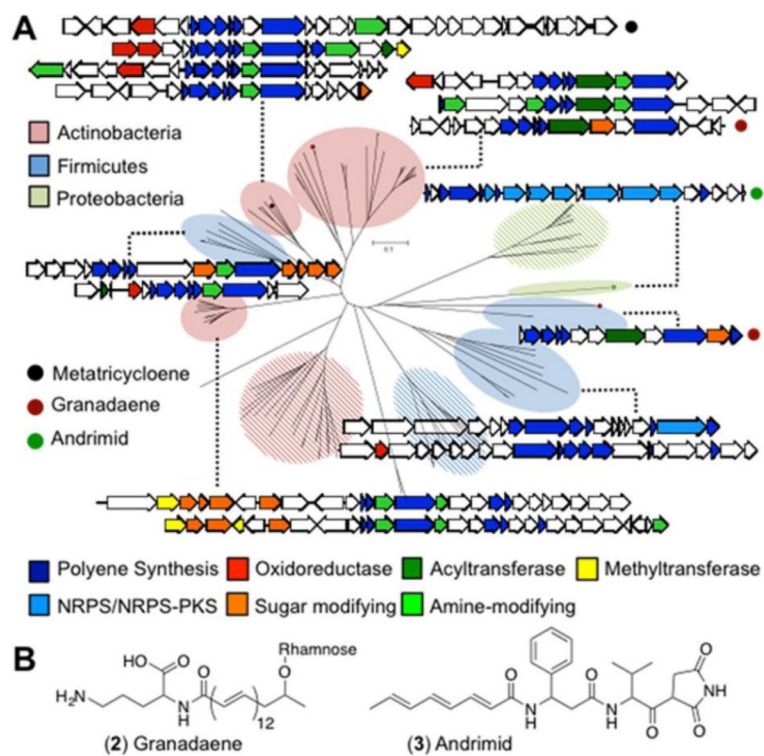 A
Actinobacteria
Firmicutes
Proteobacteria
0.1
Metatricycloene
Granadaene
Andrimid
Polyene Synthesis
Oxidoreductase
Acyltransferase
Methyltransferase
NRPS/NRPS-PKS
Sugar modifying
Amine-modifying
B
Rhamnose
HO
O
O
O
H₂N
N
H
12
(2) Granadaene
O
O
O
N
H
N
H
O
O
NH
(3) Andrimid